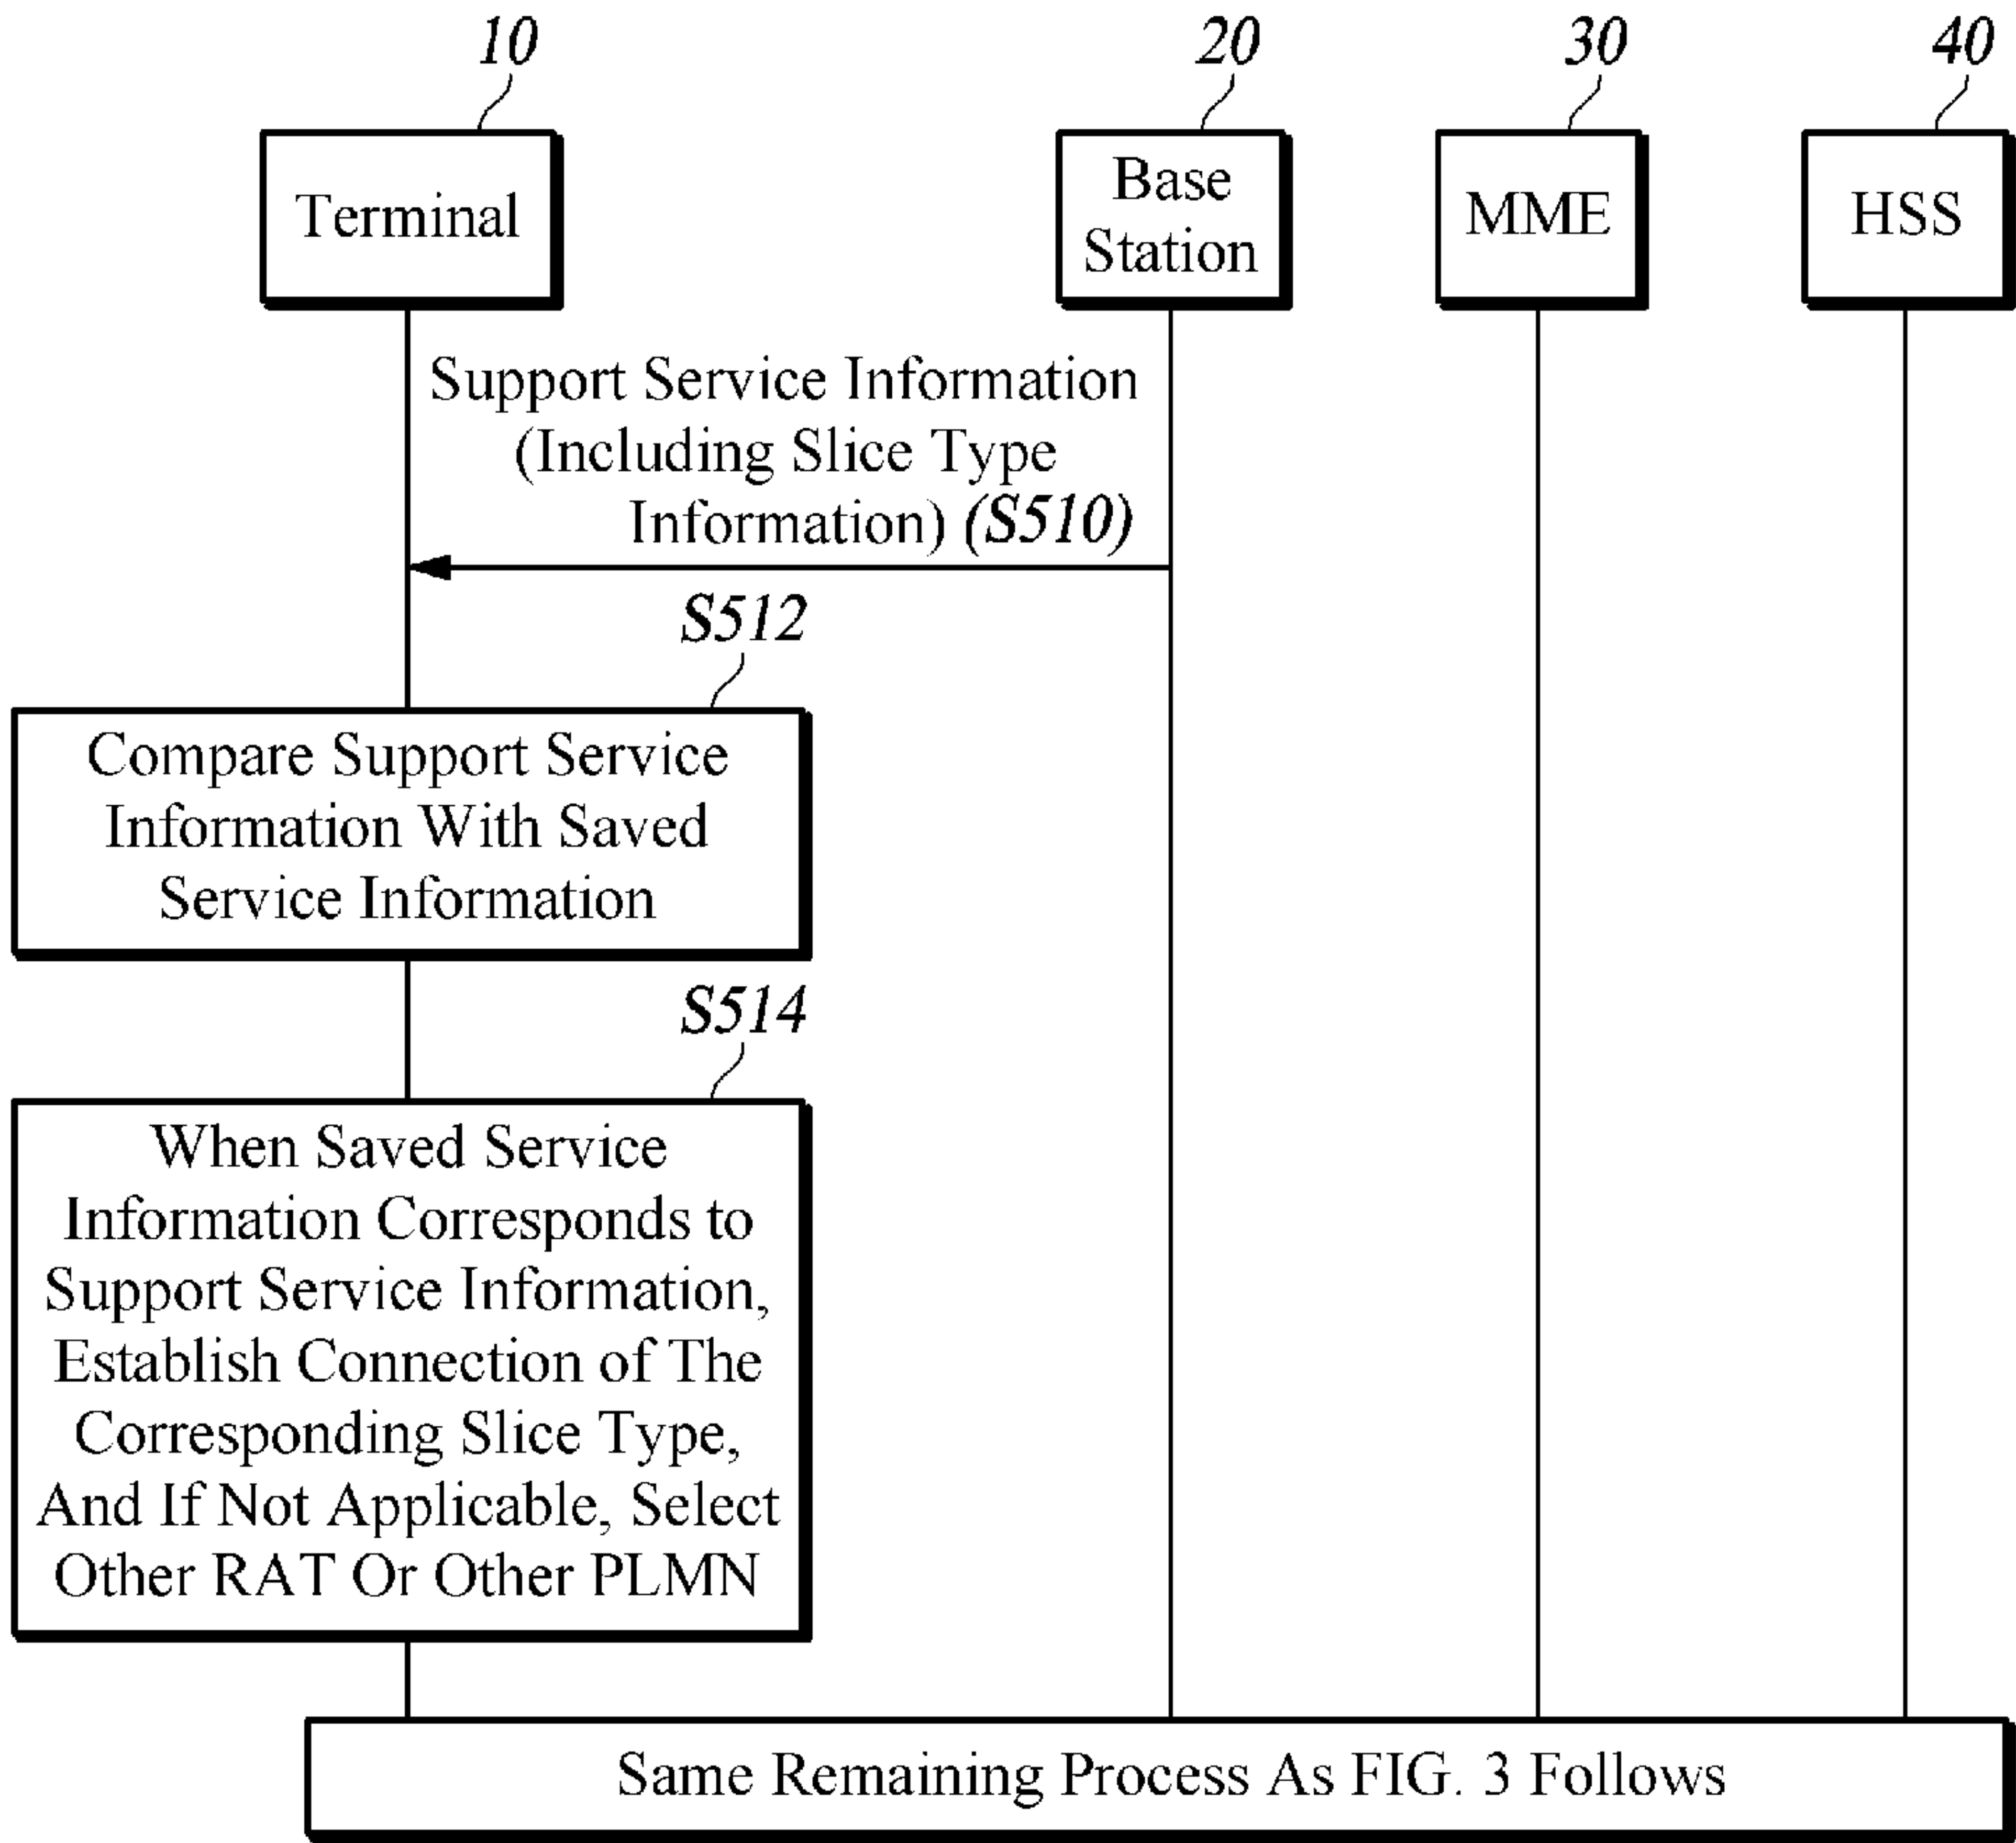 10
20
30
40
Terminal
Base
Station
MME
HSS
Support Service Information
(Including Slice Type
Information) (S510)
S512
Compare Support Service
Information With Saved
Service Information
S514
When Saved Service
Information Corresponds to
Support Service Information,
Establish Connection of The
Corresponding Slice Type,
And If Not Applicable, Select
Other RAT Or Other PLMN
Same Remaining Process As FIG. 3 Follows